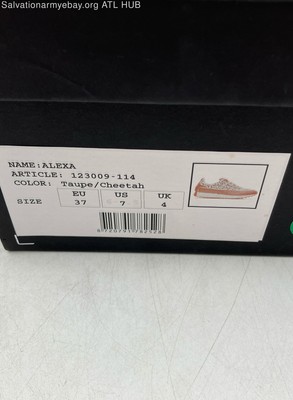 Salvationarmyebay.org ATL HUB
NAME:ALEXA
ARTICLE: 123009-114
COLOR: Taupe/Cheetah
SIZE
EU US UK
37 7 4